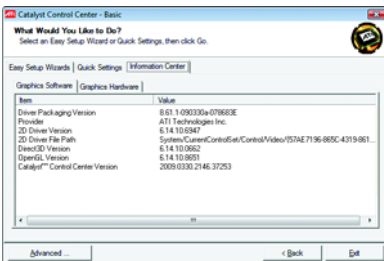 Catalyst Control Center - Basic
What Would You Like to Do?
Select an Easy Setup Wizard or Quick Settings, then click Go.
Easy Setup Wizards Quick Settings Information Center
Graphics Software Graphics Hardware
Item Value
Driver Packaging Version 8.61.1-090330a-078683E
Provider ATI Technologies Inc.
2D Driver Version 6.14.10.6947
2D Driver File Path System/CurrentControlSet/Control/Video/{57AE7196-865C-4319-861...
Direct3D Version 6.14.10.0662
OpenGL Version 6.14.10.8651
Catalyst™ Control Center Version 2009.0330.2146.37253
Advanced ... < Back Exit